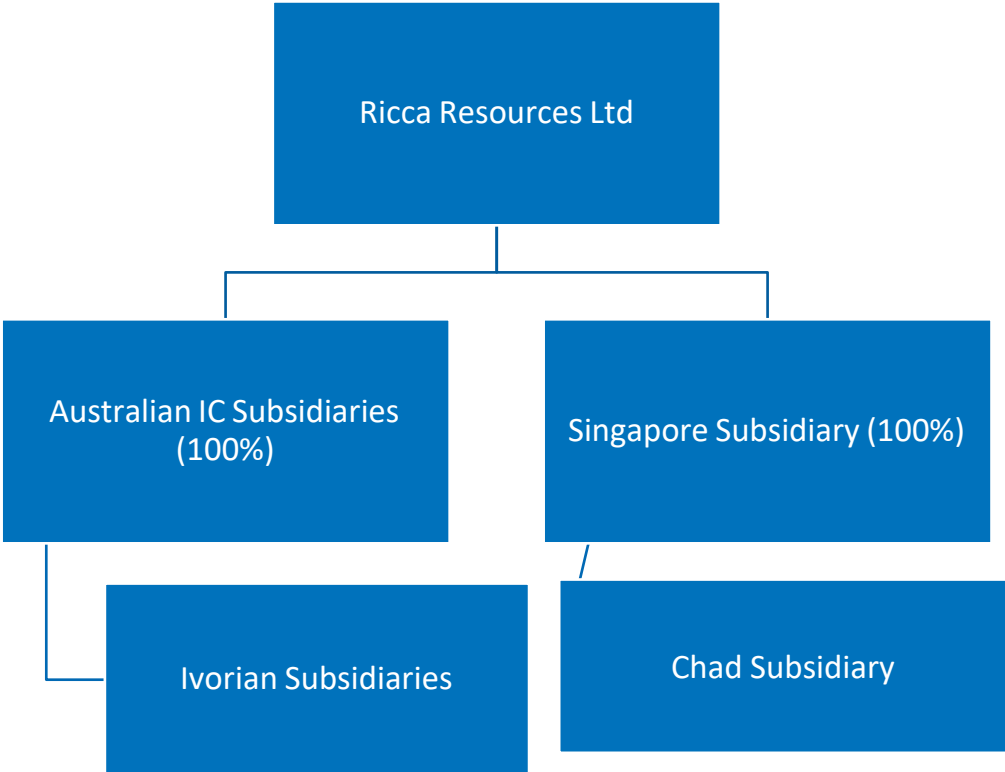 Ricca Resources Ltd
Australian IC Subsidiaries
(100%)
Singapore Subsidiary (100%)
Ivorian Subsidiaries
Chad Subsidiary